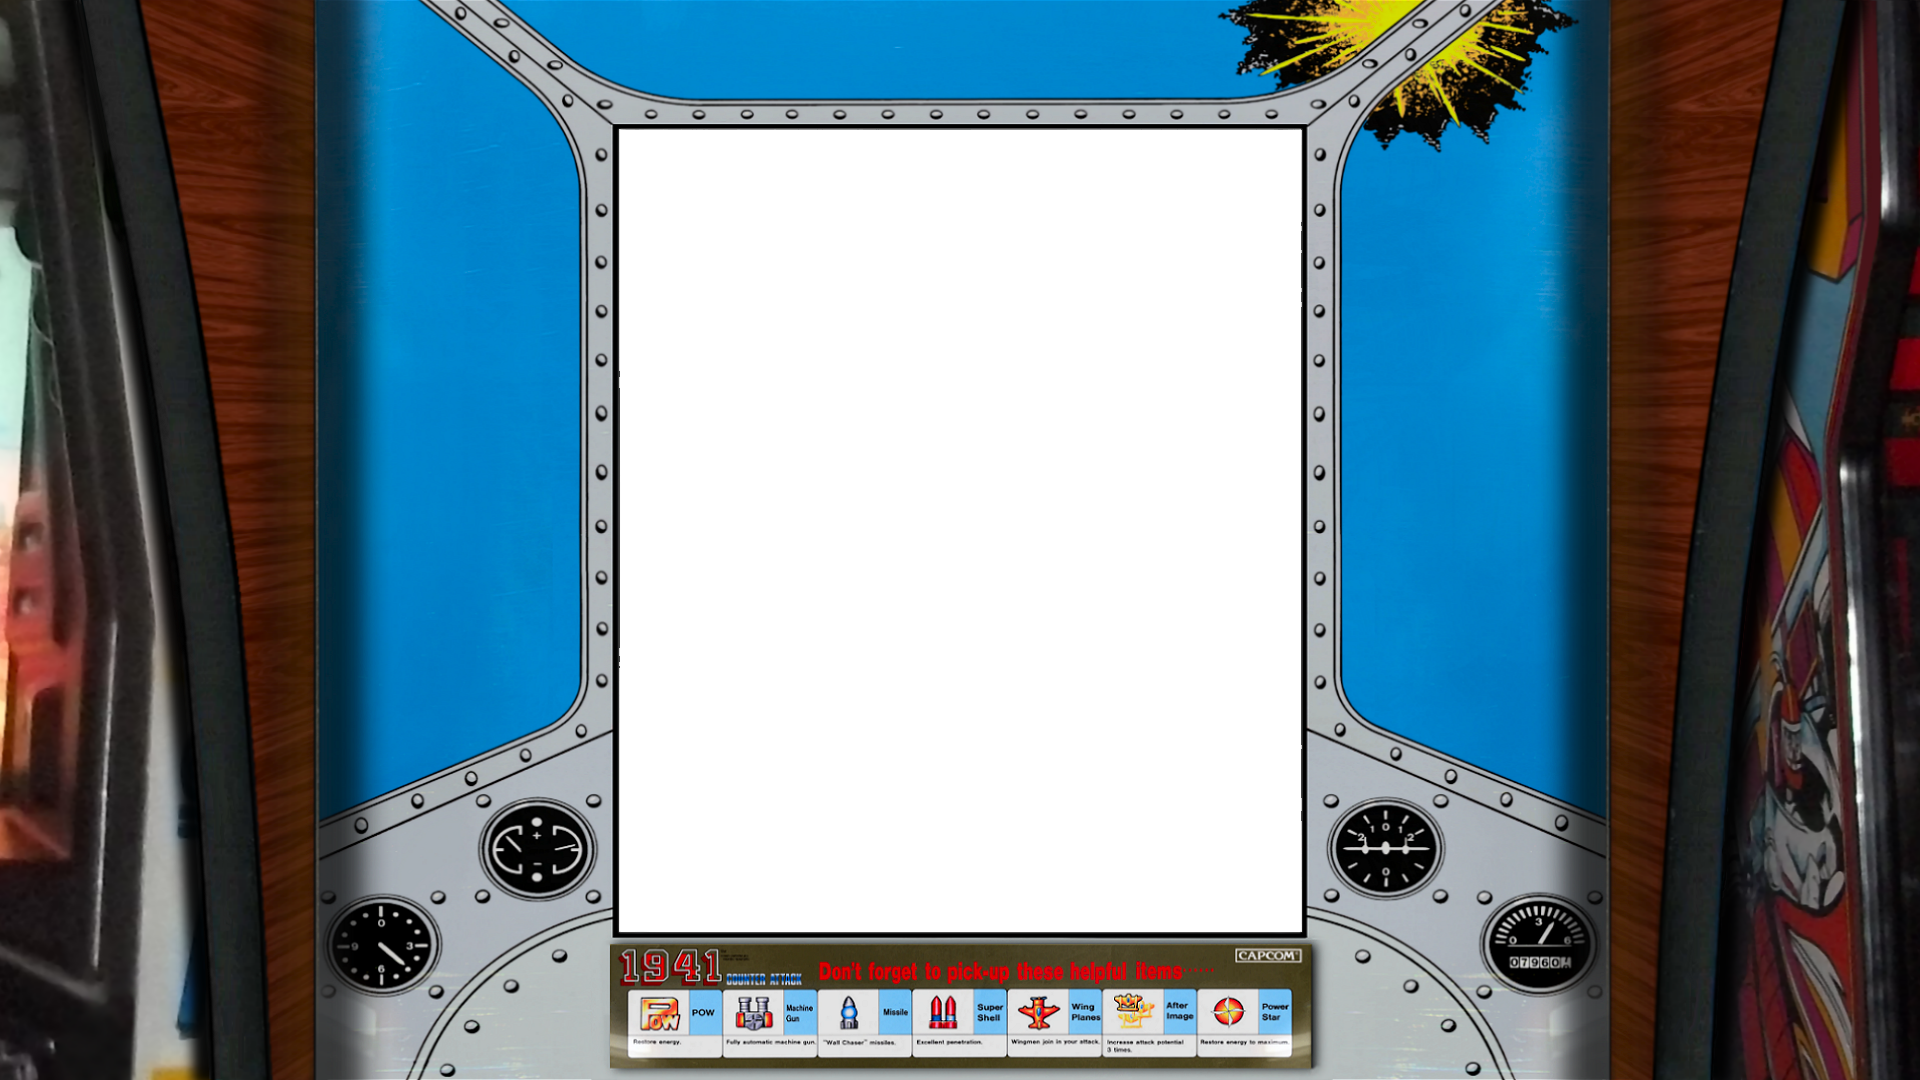 2 1 0 1 2
0
0
9 3
6
3
0 6
07960
1941
COUNTER ATTACK
Don't forget to pick-up these helpful items······
CAPCOM
POW
POW
Machine Gun
Missile
Super Shell
Wing Planes
After Image
Power Star
Restore energy.
Fully automatic machine gun.
"Wall Chaser" missiles.
Excellent penetration.
Wingmen join in your attack.
Increase attack potential
3 times.
Restore energy to maximum.